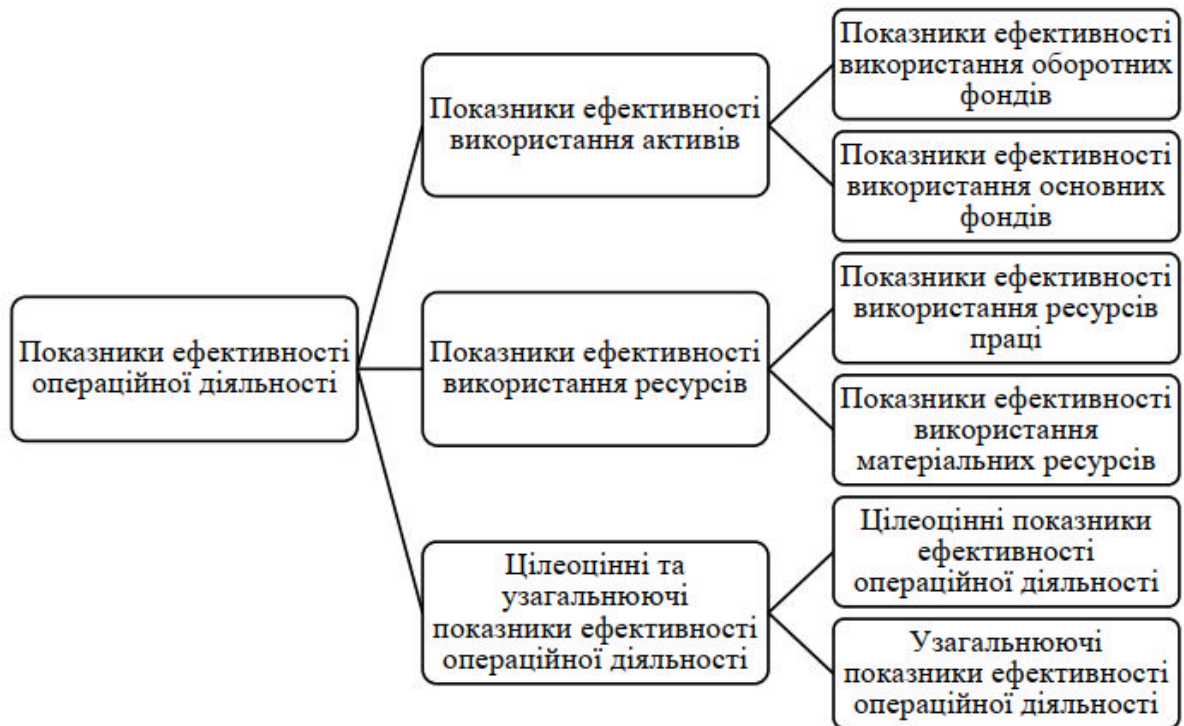 Показники ефективності
операційної діяльності
Показники ефективності
використання активів
Показники ефективності
використання оборотних
фондів
Показники ефективності
використання основних
фондів
Показники ефективності
використання ресурсів
Показники ефективності
використання ресурсів
праці
Показники ефективності
використання
матеріальних ресурсів
Цілеоцінні та
узагальнюючі
показники ефективності
операційної діяльності
Цілеоцінні показники
ефективності
операційної діяльності
Узагальнюючі
показники ефективності
операційної діяльності